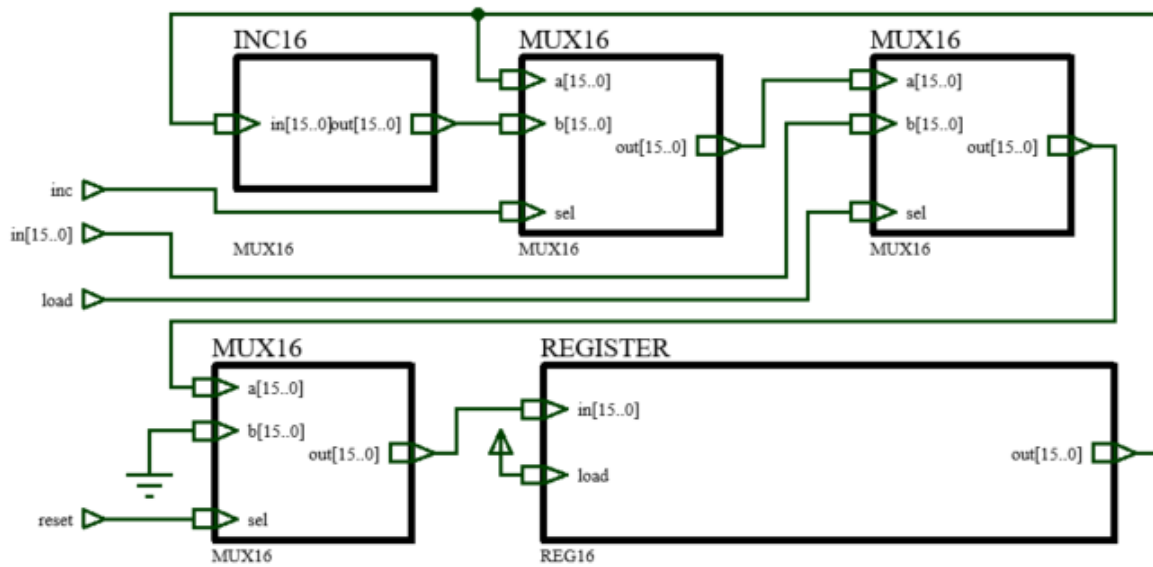 INC16
MUX16
MUX16
a[15..0]
a[15..0]
in[15..0]
out[15..0]
b[15..0]
b[15..0]
out[15..0]
out[15..0]
inc
sel
sel
in[15..0]
MUX16
MUX16
MUX16
load
MUX16
REGISTER
a[15..0]
in[15..0]
b[15..0]
out[15..0]
out[15..0]
load
reset
sel
MUX16
REG16